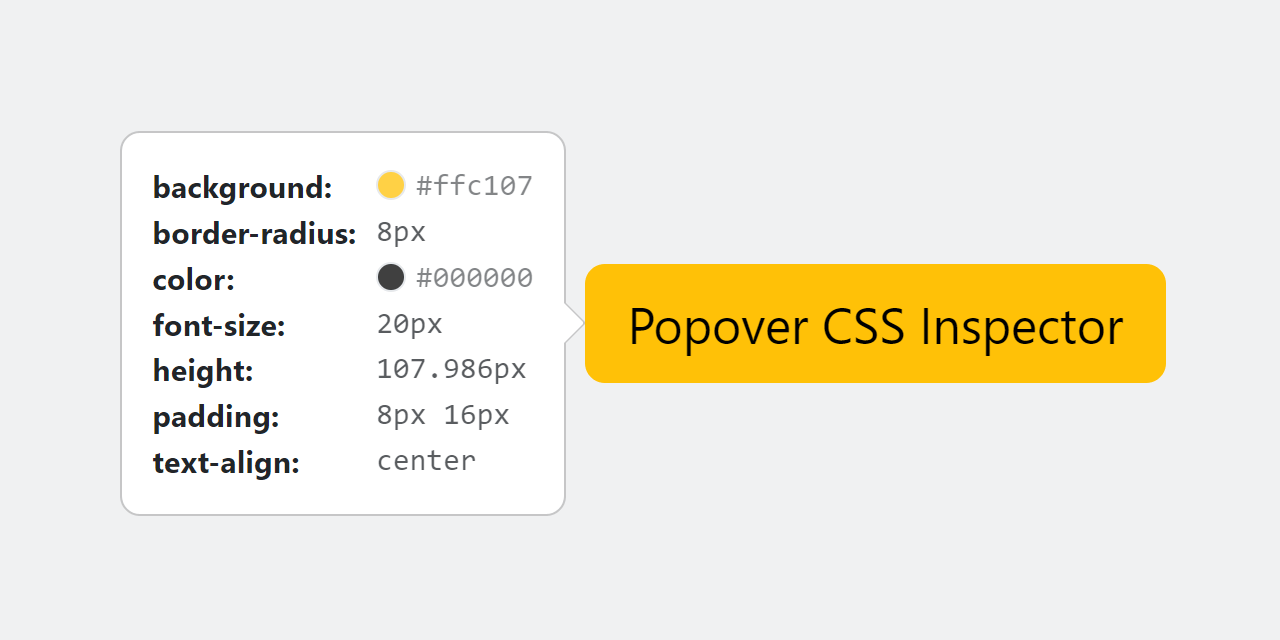 background: #ffc107
border-radius: 8px
color: #000000
font-size: 20px
height: 107.986px
padding: 8px 16px
text-align: center
Popover CSS Inspector